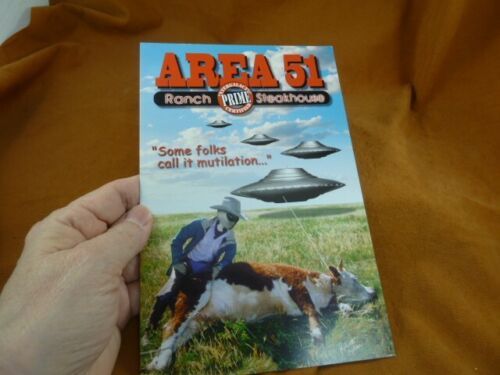 AREA 51
Ranch PRIME Steakhouse
"Some folks
call it mutilation..."